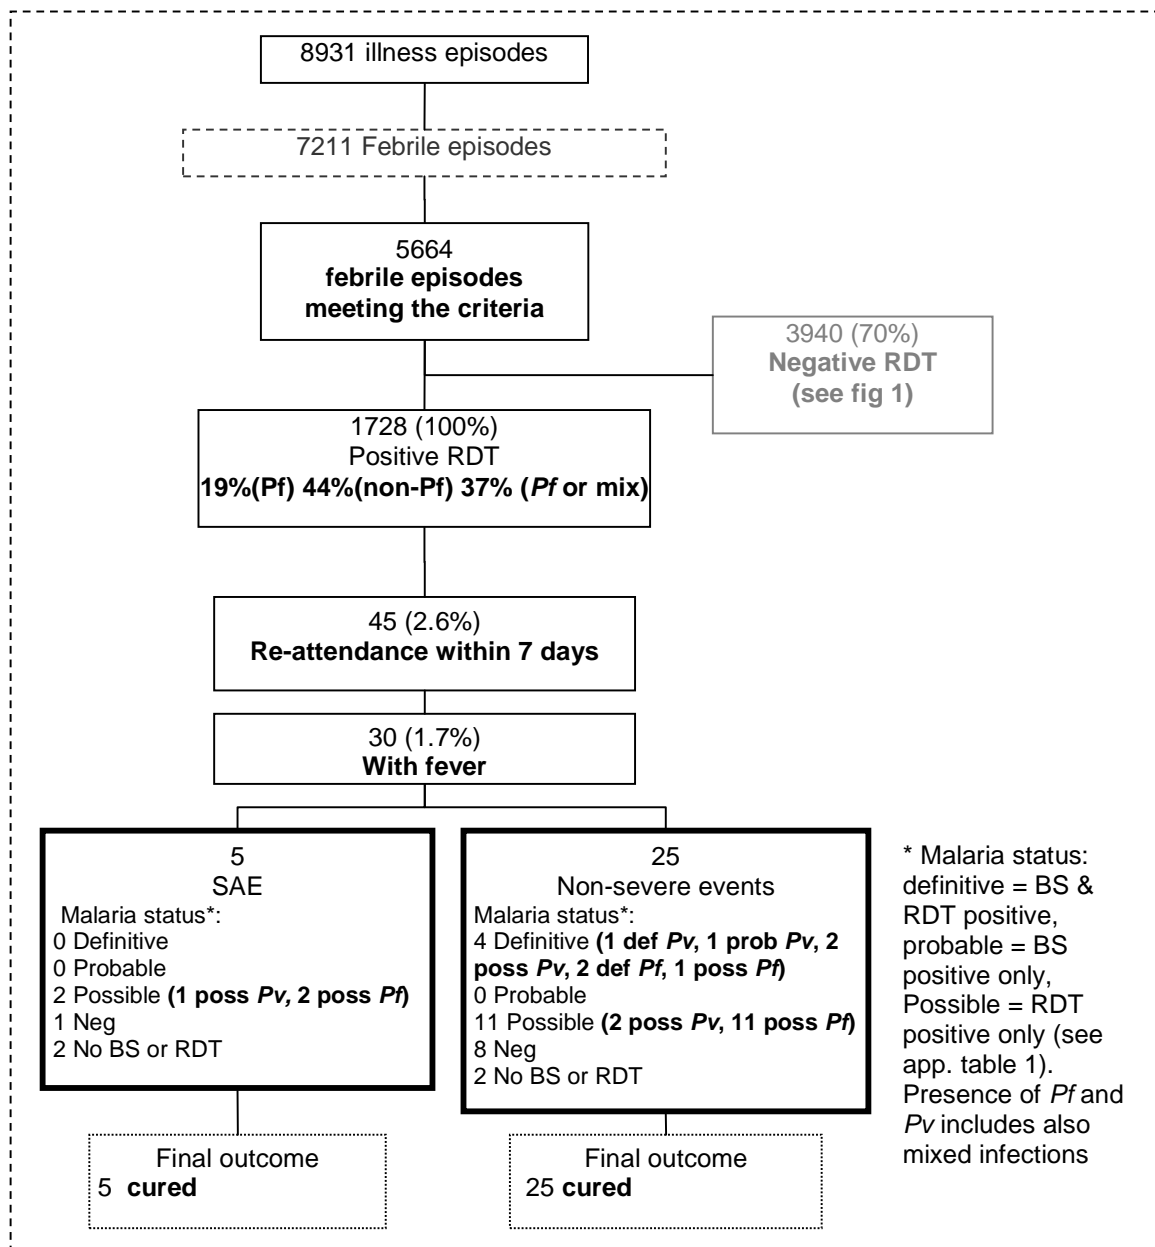 8931 illness episodes
7211 Febrile episodes
5664
febrile episodes
meeting the criteria
3940 (70%)
Negative RDT
(see fig 1)
1728 (100%)
Positive RDT
19%(Pf) 44%(non-Pf) 37% (Pf or mix)
45 (2.6%)
Re-attendance within 7 days
30 (1.7%)
With fever
5
SAE
Malaria status*:
0 Definitive
0 Probable
2 Possible (1 poss Pv, 2 poss Pf)
1 Neg
2 No BS or RDT
25
Non-severe events
Malaria status*:
4 Definitive (1 def Pv, 1 prob Pv, 2
poss Pv, 2 def Pf, 1 poss Pf)
0 Probable
11 Possible (2 poss Pv, 11 poss Pf)
8 Neg
2 No BS or RDT
* Malaria status:
definitive = BS &
RDT positive,
probable = BS
positive only,
Possible = RDT
positive only (see
app. table 1).
Presence of Pf and
Pv includes also
mixed infections
Final outcome
5 cured
Final outcome
25 cured